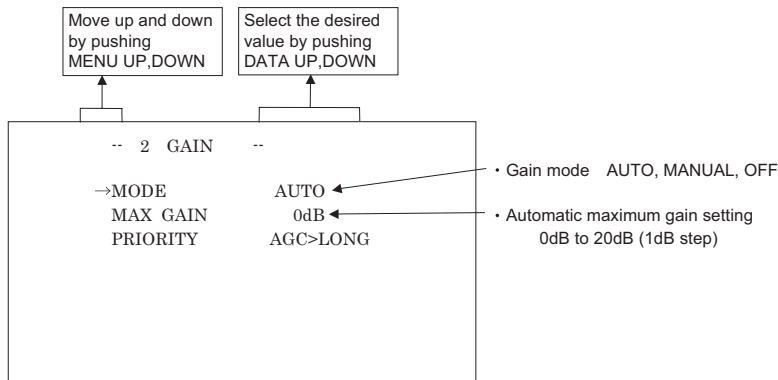 Move up and down
by pushing
MENU UP,DOWN
Select the desired
value by pushing
DATA UP,DOWN
-- 2 GAIN --
→MODE AUTO
MAX GAIN 0dB
PRIORITY AGC>LONG
・Gain mode AUTO, MANUAL, OFF
・Automatic maximum gain setting
0dB to 20dB (1dB step)